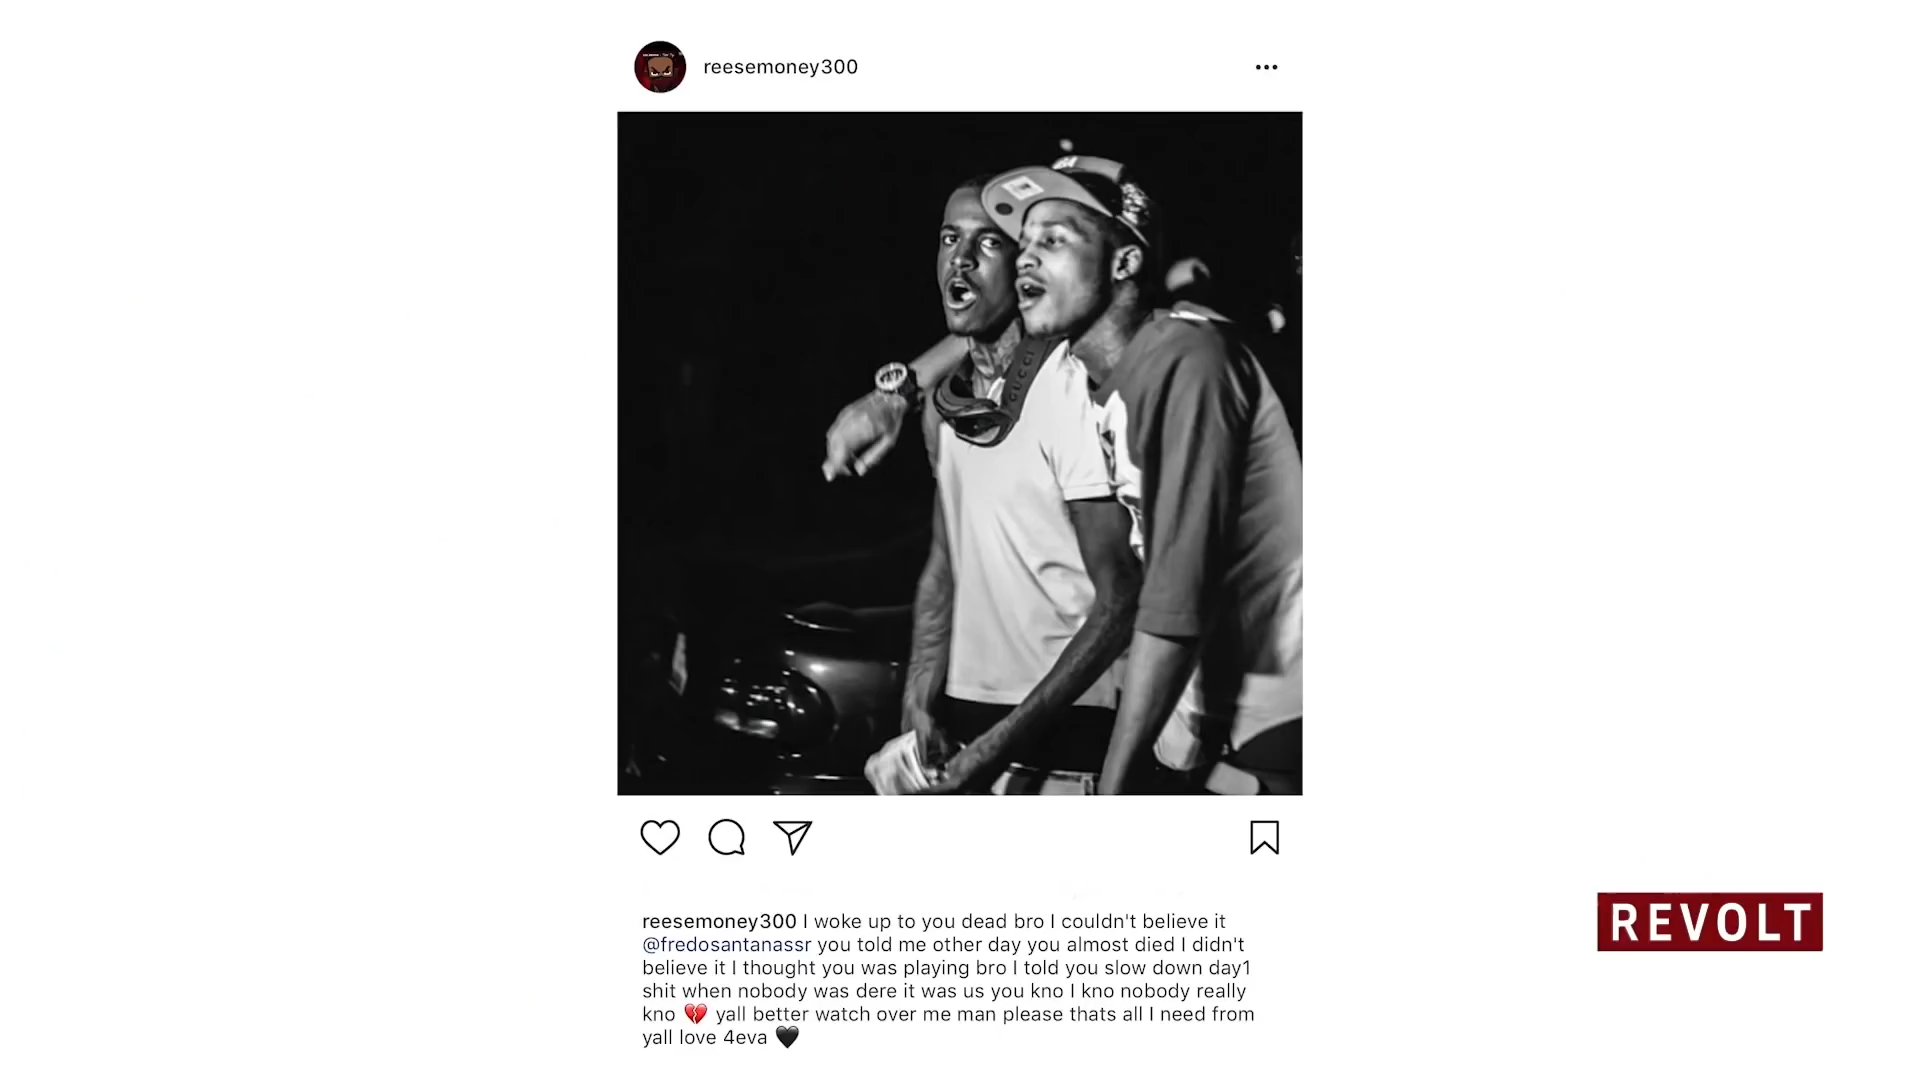 reesemoney300
GUCCI
reesemoney300 I woke up to you dead bro I couldn't believe it
@fredosantanassr you told me other day you almost died I didn't
believe it I thought you was playing bro I told you slow down day1
shit when nobody was dere it was us you kno I kno nobody really
kno 💔 yall better watch over me man please thats all I need from
yall love 4eva 🖤
REVOLT